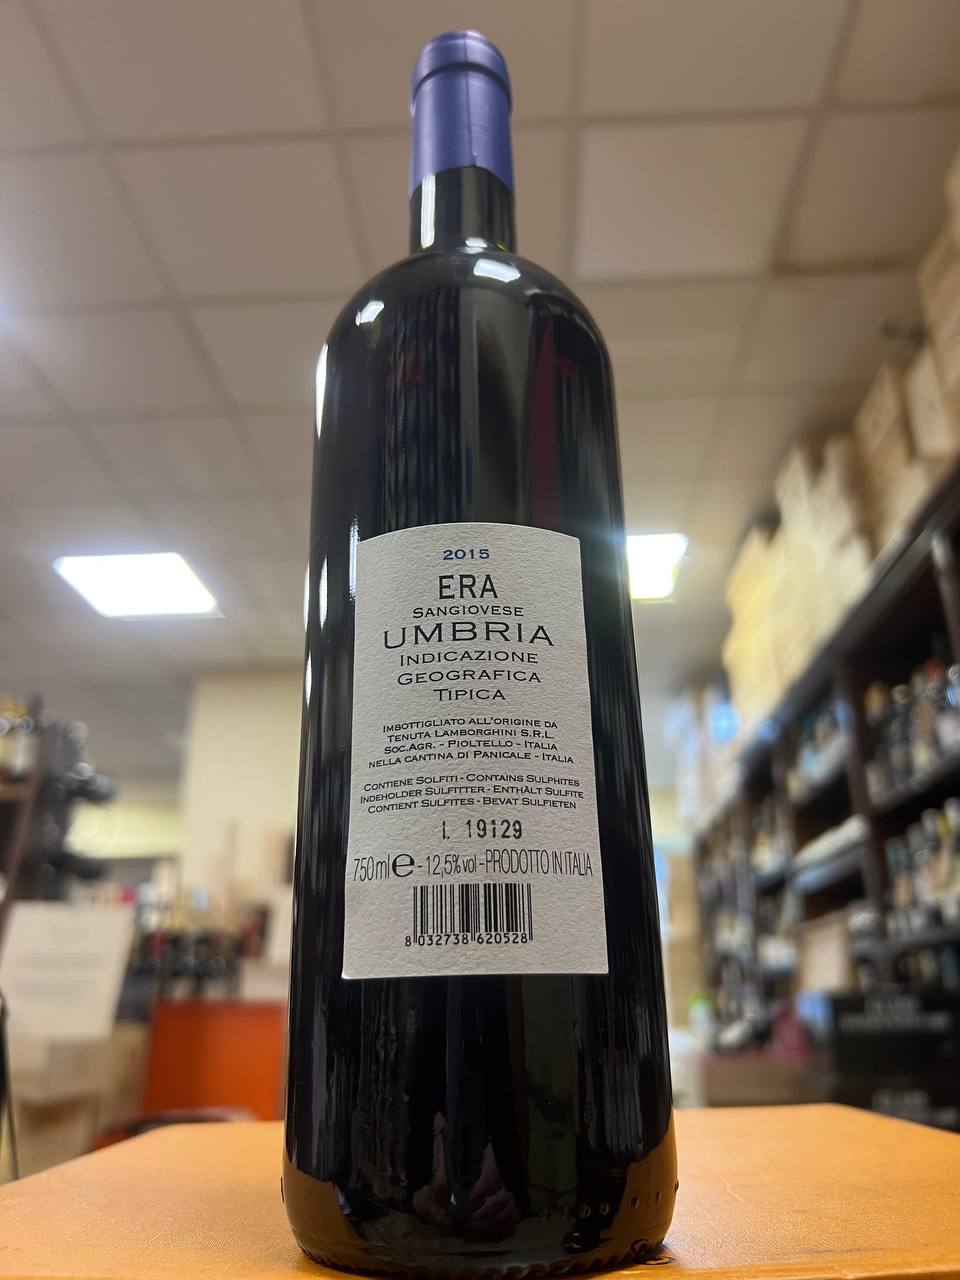 2015
ERA
SANGIOVESE
UMBRIA
INDICAZIONE
GEOGRAFICA
TIPICA
IMBOTTIGLIATO ALL'ORIGINE DA
TENUTA LAMBORGHINI S.R.L.
SOC.AGR. - PIOLTELLO - ITALIA
NELLA CANTINA DI PANICALE - ITALIA
CONTIENE SOLFITI - CONTAINS SULPHITES
INDEHOLDER SULFITTER - ENTHÄLT SULFITE
CONTIENT SULFITES - BEVAT SULFIETEN
L. 19129
750 ml e - 12,5% vol - PRODOTTO IN ITALIA
8 032738 620528